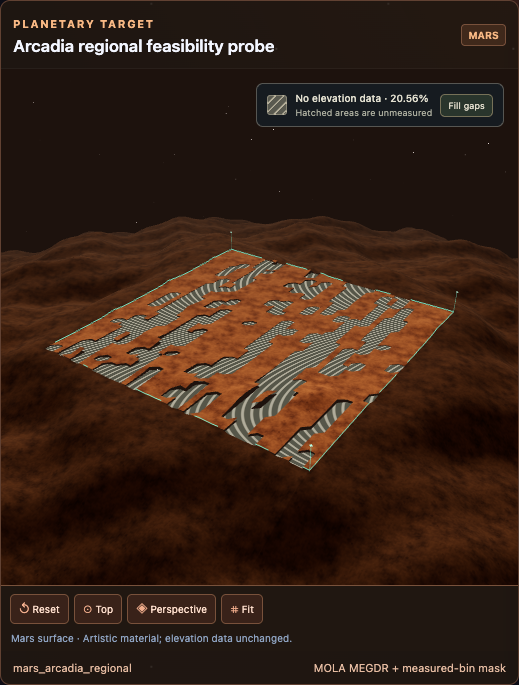 PLANETARY TARGET
Arcadia regional feasibility probe
MARS
No elevation data · 20.56%
Hatched areas are unmeasured
Fill gaps
Reset
Top
Perspective
Fit
Mars surface · Artistic material; elevation data unchanged.
mars_arcadia_regional
MOLA MEGDR + measured-bin mask